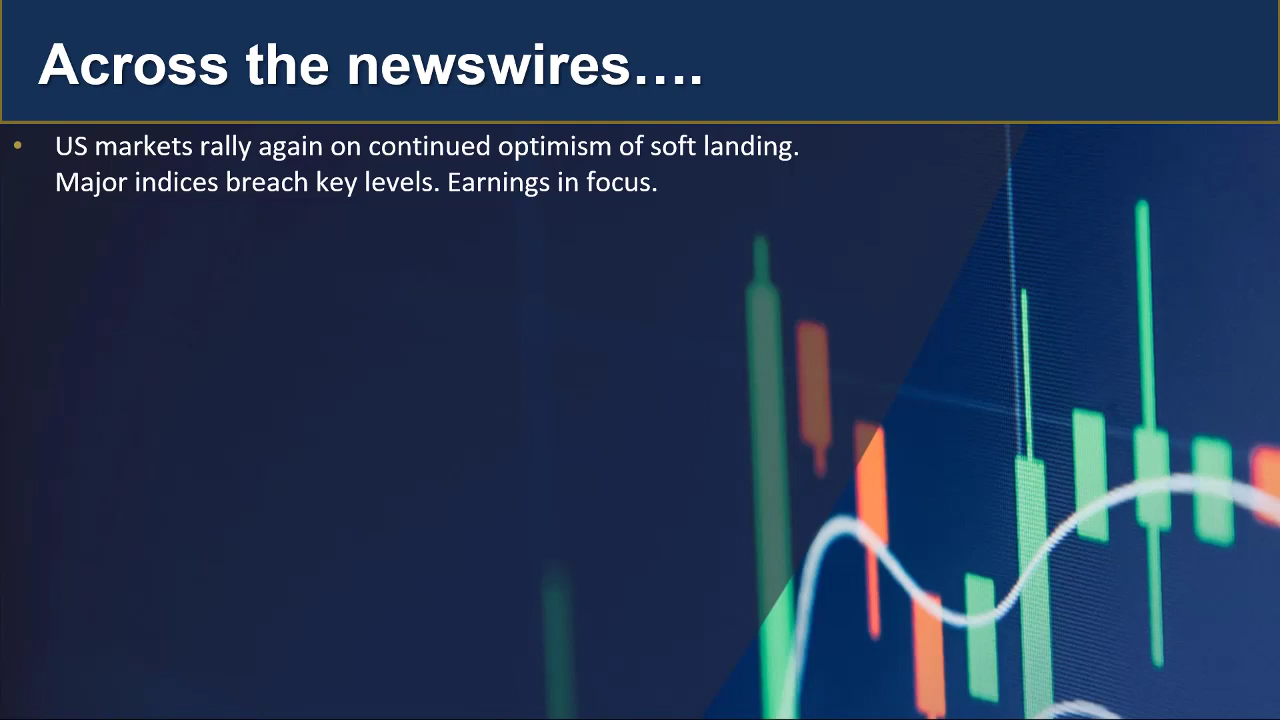 Across the newswires….
• US markets rally again on continued optimism of soft landing.
Major indices breach key levels. Earnings in focus.